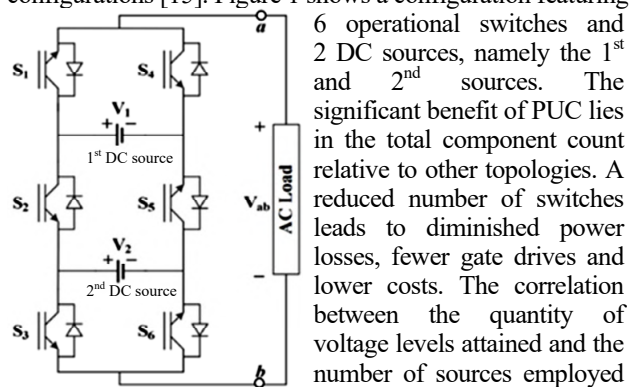 configurations [15]. Figure 1 shows a configuration featuring
6 operational switches and
2 DC sources, namely the 1st
and 2nd sources. The
significant benefit of PUC lies
in the total component count
relative to other topologies. A
reduced number of switches
leads to diminished power
losses, fewer gate drives and
lower costs. The correlation
between the quantity of
voltage levels attained and the
number of sources employed
a
S1
S4
V1
+
1st DC source
S2
S5
+
Vab
AC Load
−
V2
+
2nd DC source
S3
S6
b